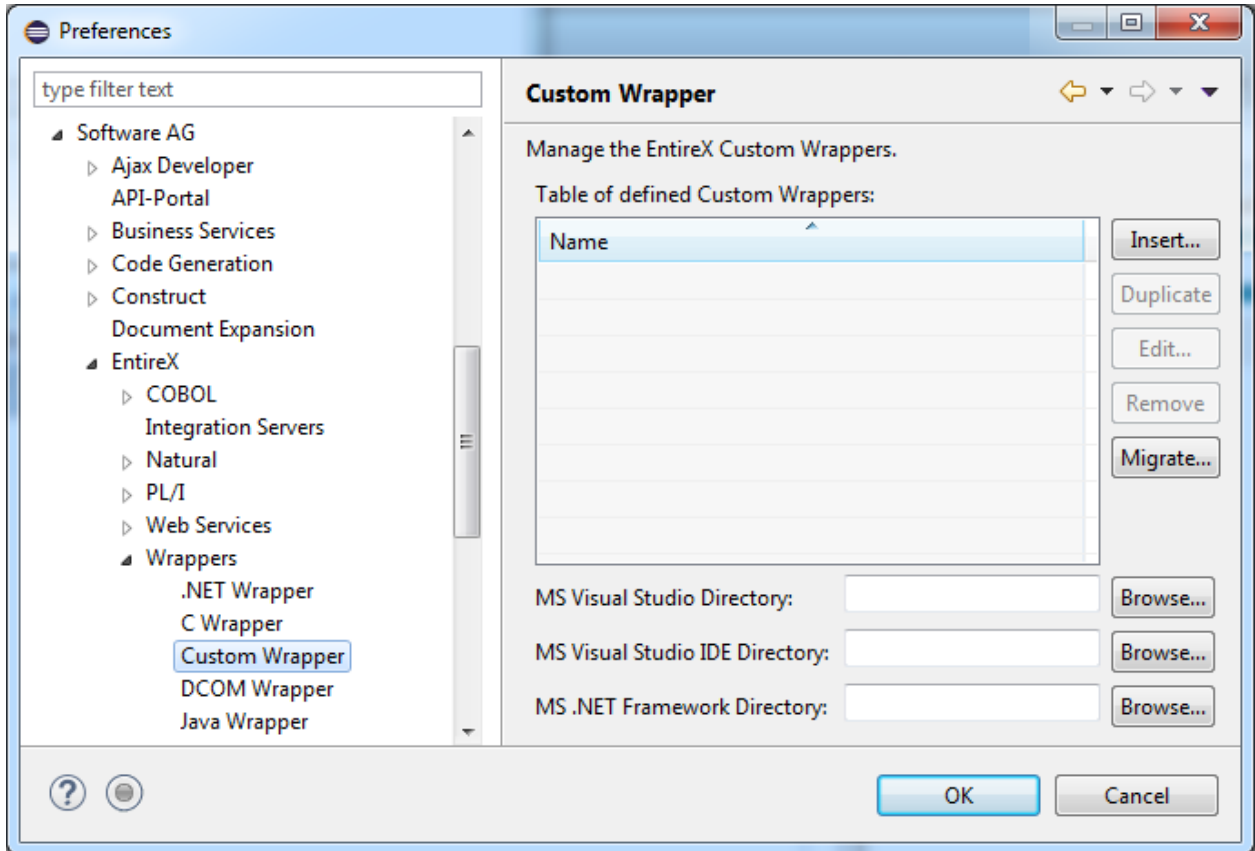 Preferences
type filter text
Software AG
Ajax Developer
API-Portal
Business Services
Code Generation
Construct
Document Expansion
EntireX
COBOL
Integration Servers
Natural
PL/I
Web Services
Wrappers
.NET Wrapper
C Wrapper
Custom Wrapper
DCOM Wrapper
Java Wrapper
Custom Wrapper
Manage the EntireX Custom Wrappers.
Table of defined Custom Wrappers:
Name
Insert...
Duplicate
Edit...
Remove
Migrate...
MS Visual Studio Directory:
Browse...
MS Visual Studio IDE Directory:
Browse...
MS .NET Framework Directory:
Browse...
?
OK
Cancel